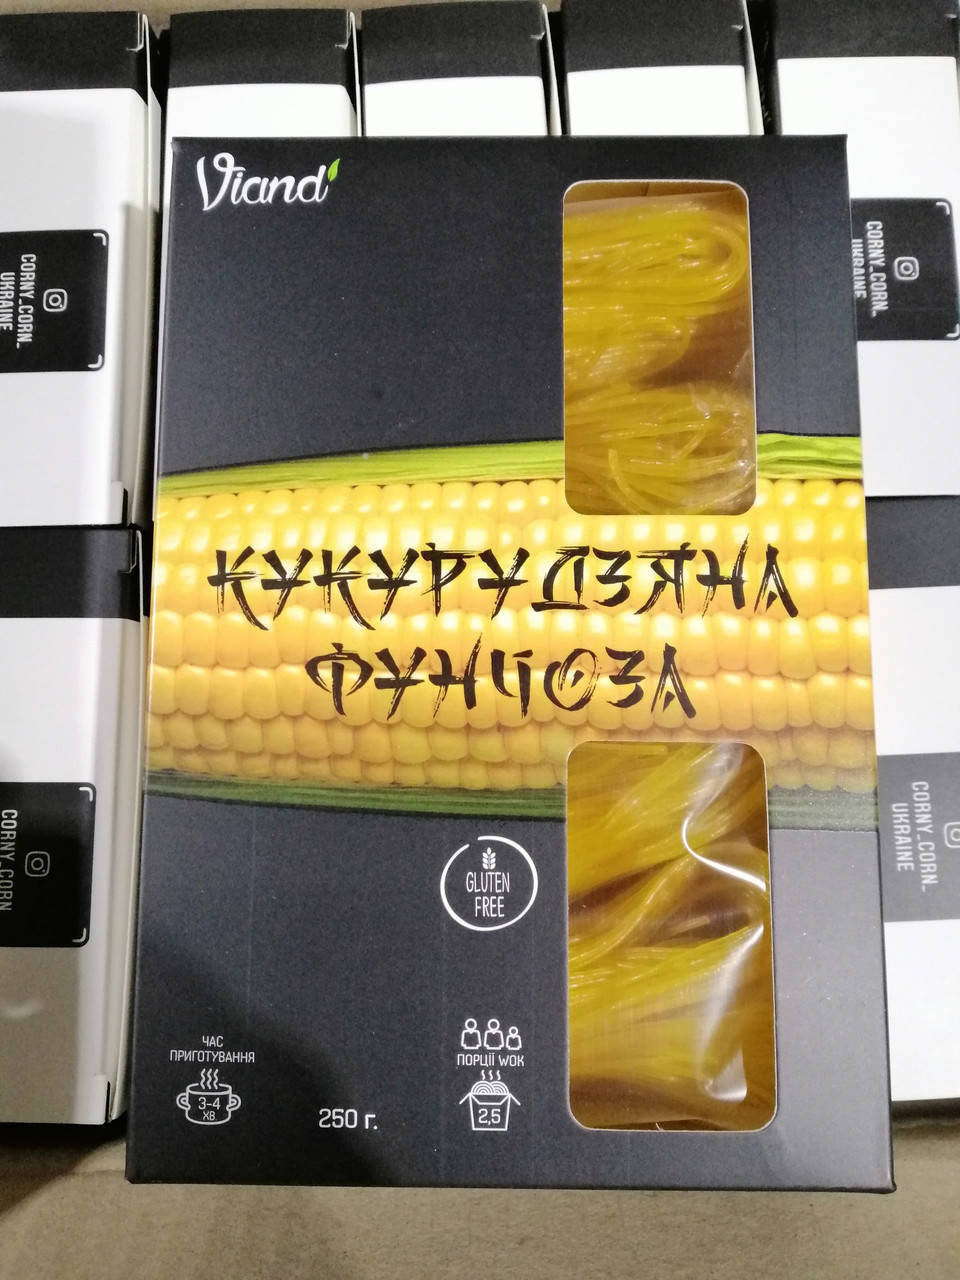 Viand
КУКУРУДЗЯНА
ФУНЧОЗА
GLUTEN
FREE
ЧАС
ПРИГОТУВАННЯ
3-4
ХВ
250 г.
ПОРЦІЇ WOK
2,5
CORNY_CORN_
UKRAINE
CORNY_CORN_
UKRAINE
CORNY_CORN
CORNY_CORN_
UKRAINE